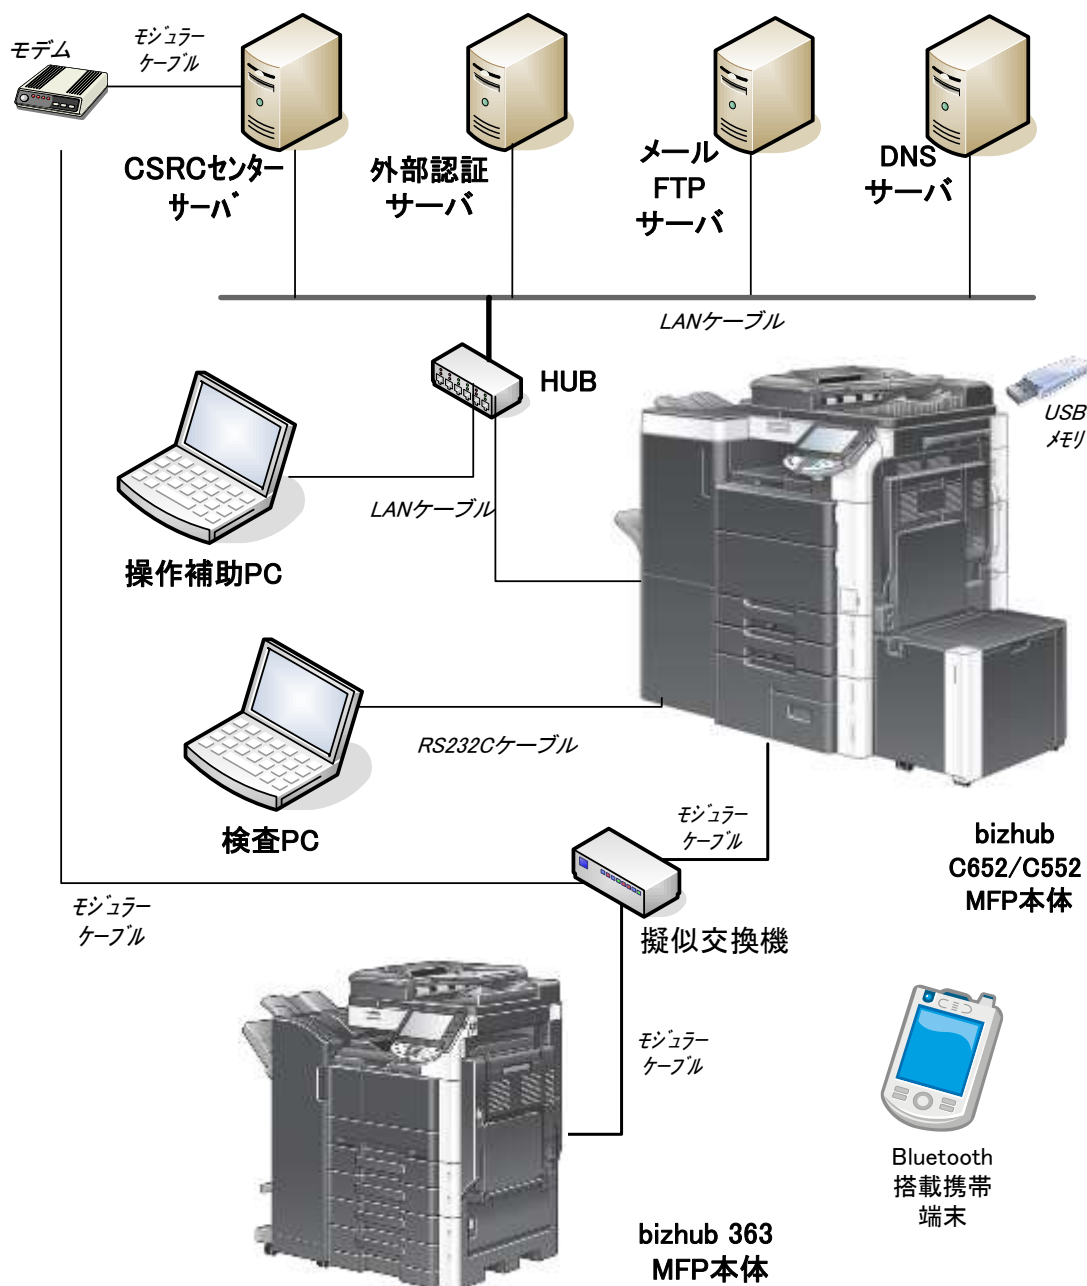 モデム
モジュラー
ケーブル
CSRCセンター
サーバ
外部認証
サーバ
メール
FTP
サーバ
DNS
サーバ
LANケーブル
HUB
USB
メモリ
LANケーブル
操作補助PC
RS232Cケーブル
検査PC
モジュラー
ケーブル
bizhub
C652/C552
MFP本体
モジュラー
ケーブル
擬似交換機
モジュラー
ケーブル
Bluetooth
搭載携帯
端末
bizhub 363
MFP本体